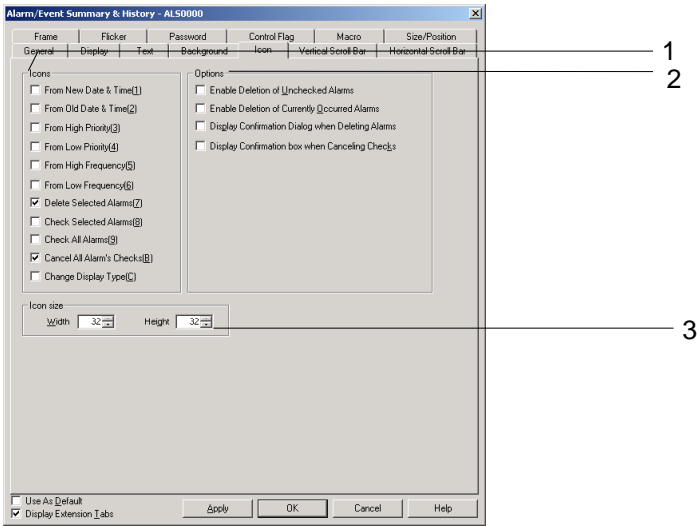 Alarm/Event Summary & History - ALS0000
Frame Flicker Password Control Flag Macro Size/Position
General Display Text Background Icon Vertical Scroll Bar Horizontal Scroll Bar
1
2
Icons
From New Date & Time(1)
From Old Date & Time(2)
From High Priority(3)
From Low Priority(4)
From High Frequency(5)
From Low Frequency(6)
Delete Selected Alarms(7)
Check Selected Alarms(8)
Check All Alarms(9)
Cancel All Alarm's Checks(B)
Change Display Type(C)
Options
Enable Deletion of Unchecked Alarms
Enable Deletion of Currently Occurred Alarms
Display Confirmation Dialog when Deleting Alarms
Display Confirmation box when Canceling Checks
Icon size
Width 32 Height 32
3
Use As Default
Display Extension Tabs
Apply OK Cancel Help